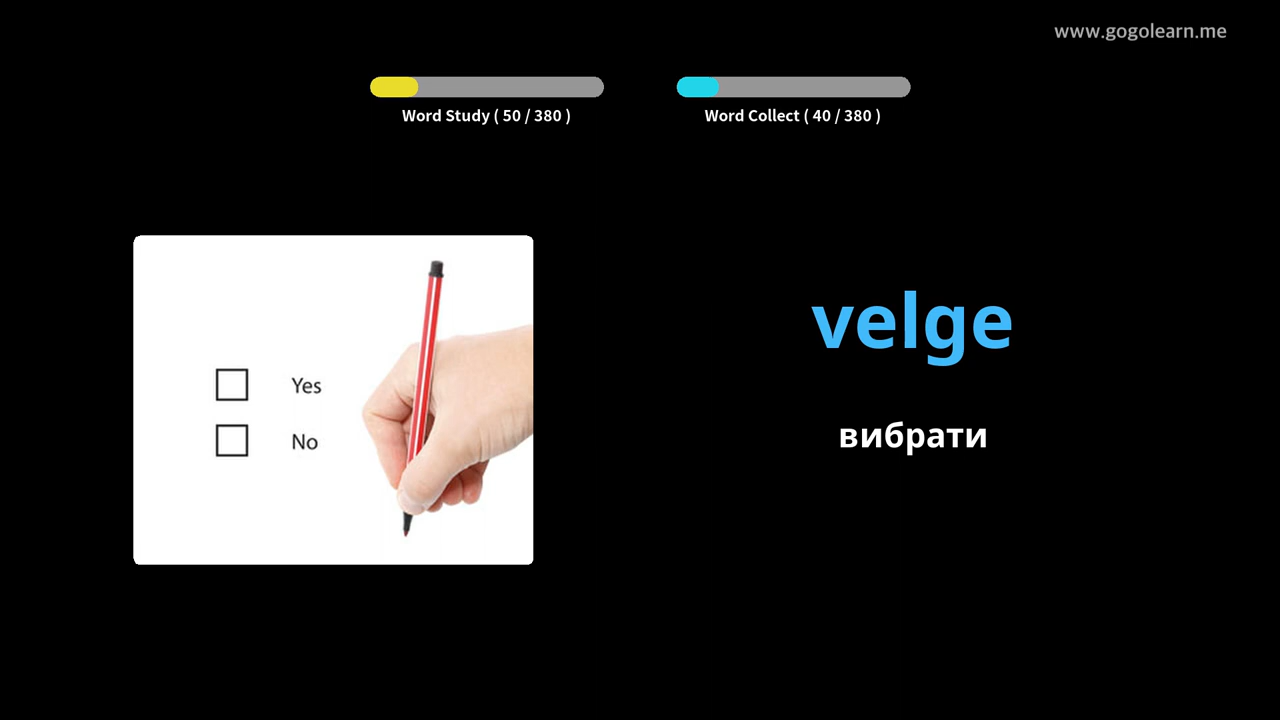 www.gogolearn.me
Word Study ( 50 / 380 )
Word Collect ( 40 / 380 )
Yes
No
velge
вибрати